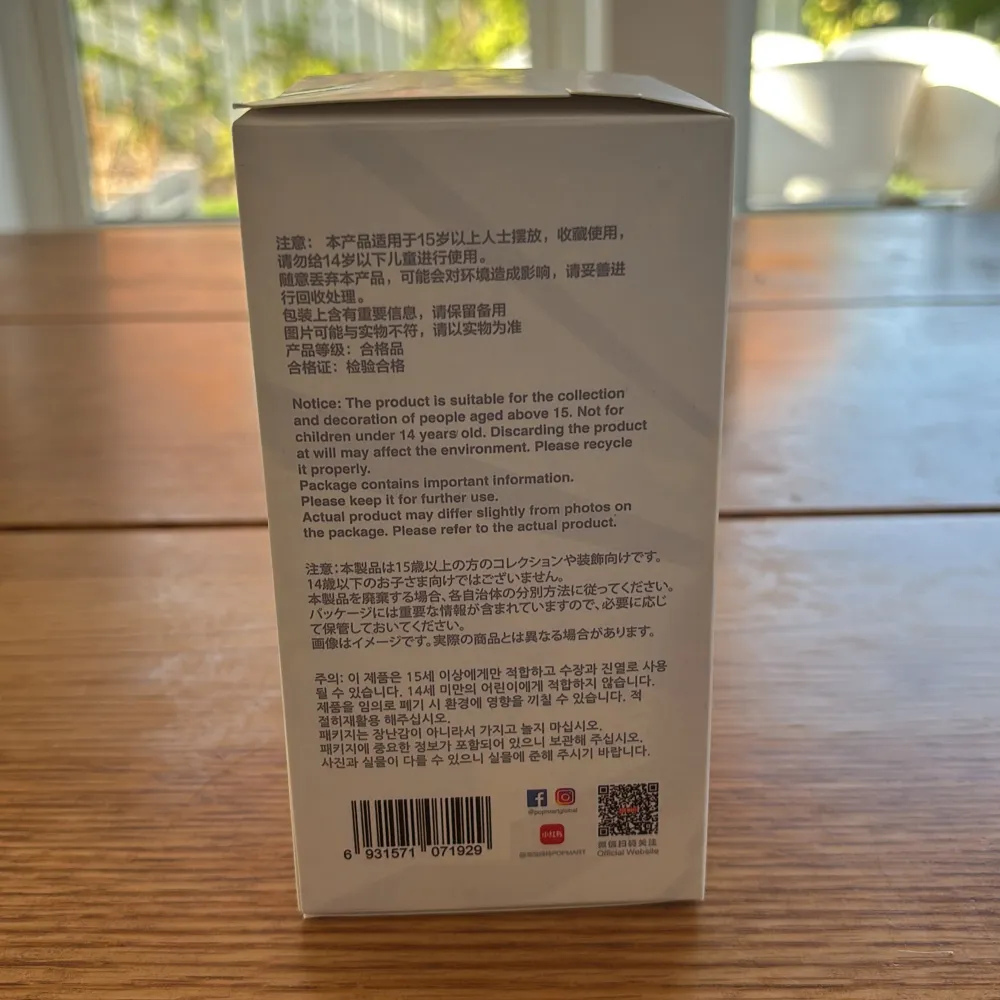 注意： 本产品适用于15岁以上人士摆放，收藏使用，
请勿给14岁以下儿童进行使用。
随意丢弃本产品，可能会对环境造成影响，请妥善进
行回收处理。
包装上含有重要信息，请保留备用
图片可能与实物不符，请以实物为准
产品等级：合格品
合格证：检验合格
Notice: The product is suitable for the collection
and decoration of people aged above 15. Not for
children under 14 years old. Discarding the product
at will may affect the environment. Please recycle
it properly.
Package contains important information.
Please keep it for further use.
Actual product may differ slightly from photos on
the package. Please refer to the actual product.
注意:本製品は15歳以上の方のコレクションや装飾向けです。
14歳以下のお子さま向けではございません。
本製品を廃棄する場合、各自治体の分別方法に従ってください。
パッケージには重要な情報が含まれていますので、必要に応じ
て保管しておいてください。
画像はイメージです。実際の商品とは異なる場合があります。
주의: 이 제품은 15세 이상에게만 적합하고 수장과 진열로 사용
될 수 있습니다. 14세 미만의 어린이에게 적합하지 않습니다.
제품을 임의로 폐기 시 환경에 영향을 끼칠 수 있습니다. 적
절히재활용 해주십시오.
패키지는 장난감이 아니라서 가지고 놀지 마십시오.
패키지에 중요한 정보가 포함되어 있으니 보관해 주십시오.
사진과 실물이 다를 수 있으니 실물에 준해 주시기 바랍니다.
@popmartglobal
小红书
POPMART
微信扫码关注
Official Website
6 931571 071929